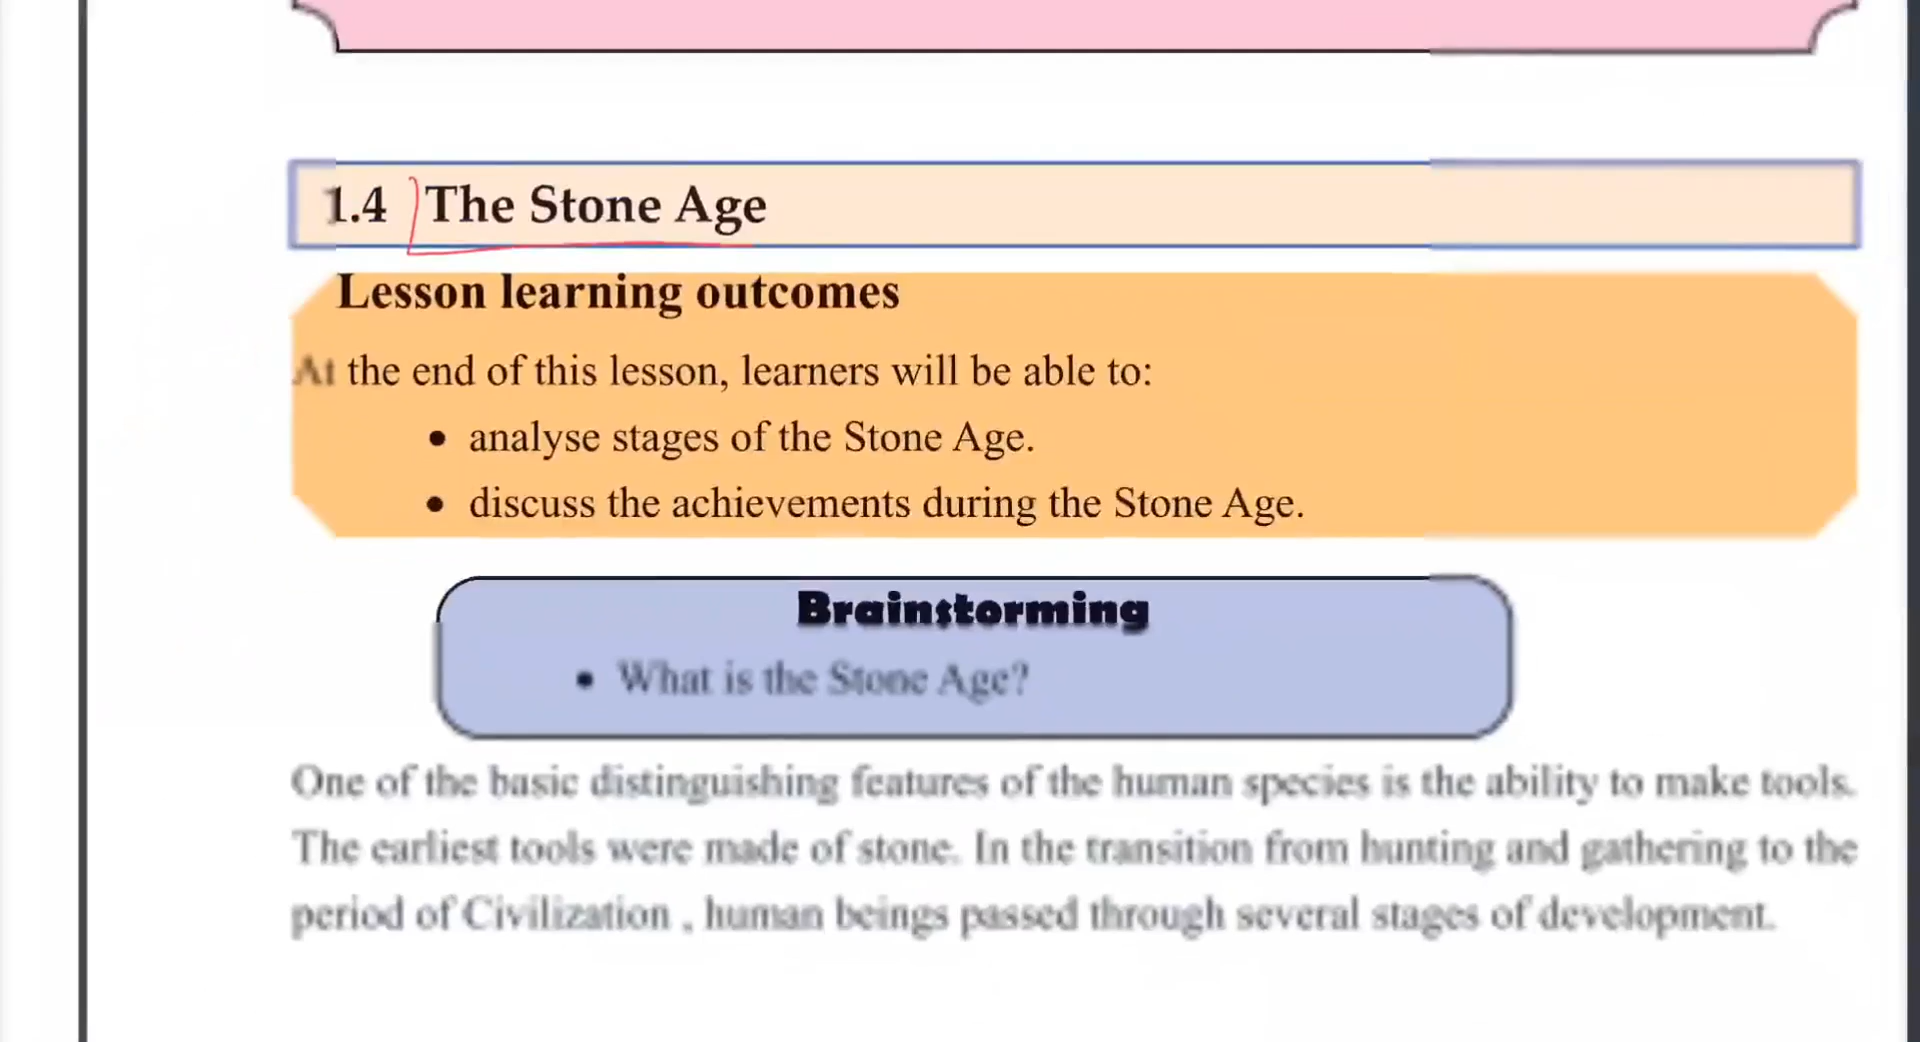 1.4 The Stone Age
Lesson learning outcomes
At the end of this lesson, learners will be able to:
• analyse stages of the Stone Age.
• discuss the achievements during the Stone Age.
Brainstorming
• What is the Stone Age?
One of the basic distinguishing features of the human species is the ability to make tools.
The earliest tools were made of stone. In the transition from hunting and gathering to the
period of Civilization , human beings passed through several stages of development.